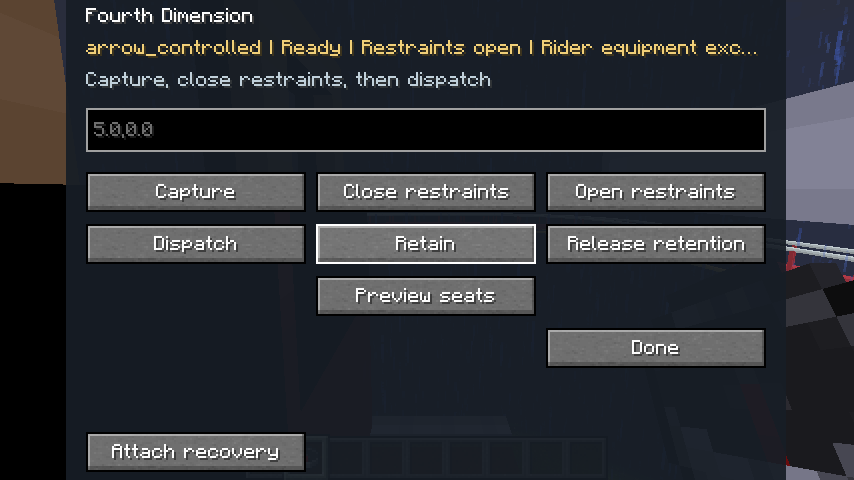 Fourth Dimension
arrow_controlled | Ready | Restraints open | Rider equipment exc...
Capture, close restraints, then dispatch
5.0,0.0
Capture
Close restraints
Open restraints
Dispatch
Retain
Release retention
Preview seats
Done
Attach recovery